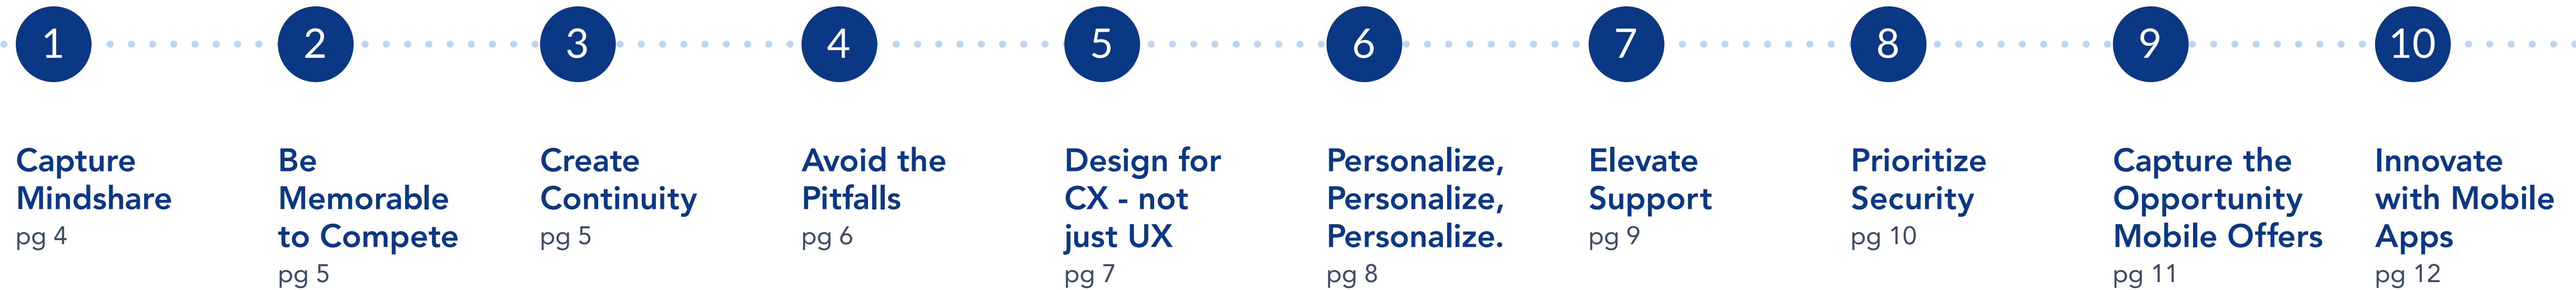 1
2
3
4
5
6
7
8
9
10
Capture
Mindshare
pg 4
Be
Memorable
to Compete
pg 5
Create
Continuity
pg 5
Avoid the
Pitfalls
pg 6
Design for
CX - not
just UX
pg 7
Personalize,
Personalize,
Personalize.
pg 8
Elevate
Support
pg 9
Prioritize
Security
pg 10
Capture the
Opportunity
Mobile Offers
pg 11
Innovate
with Mobile
Apps
pg 12